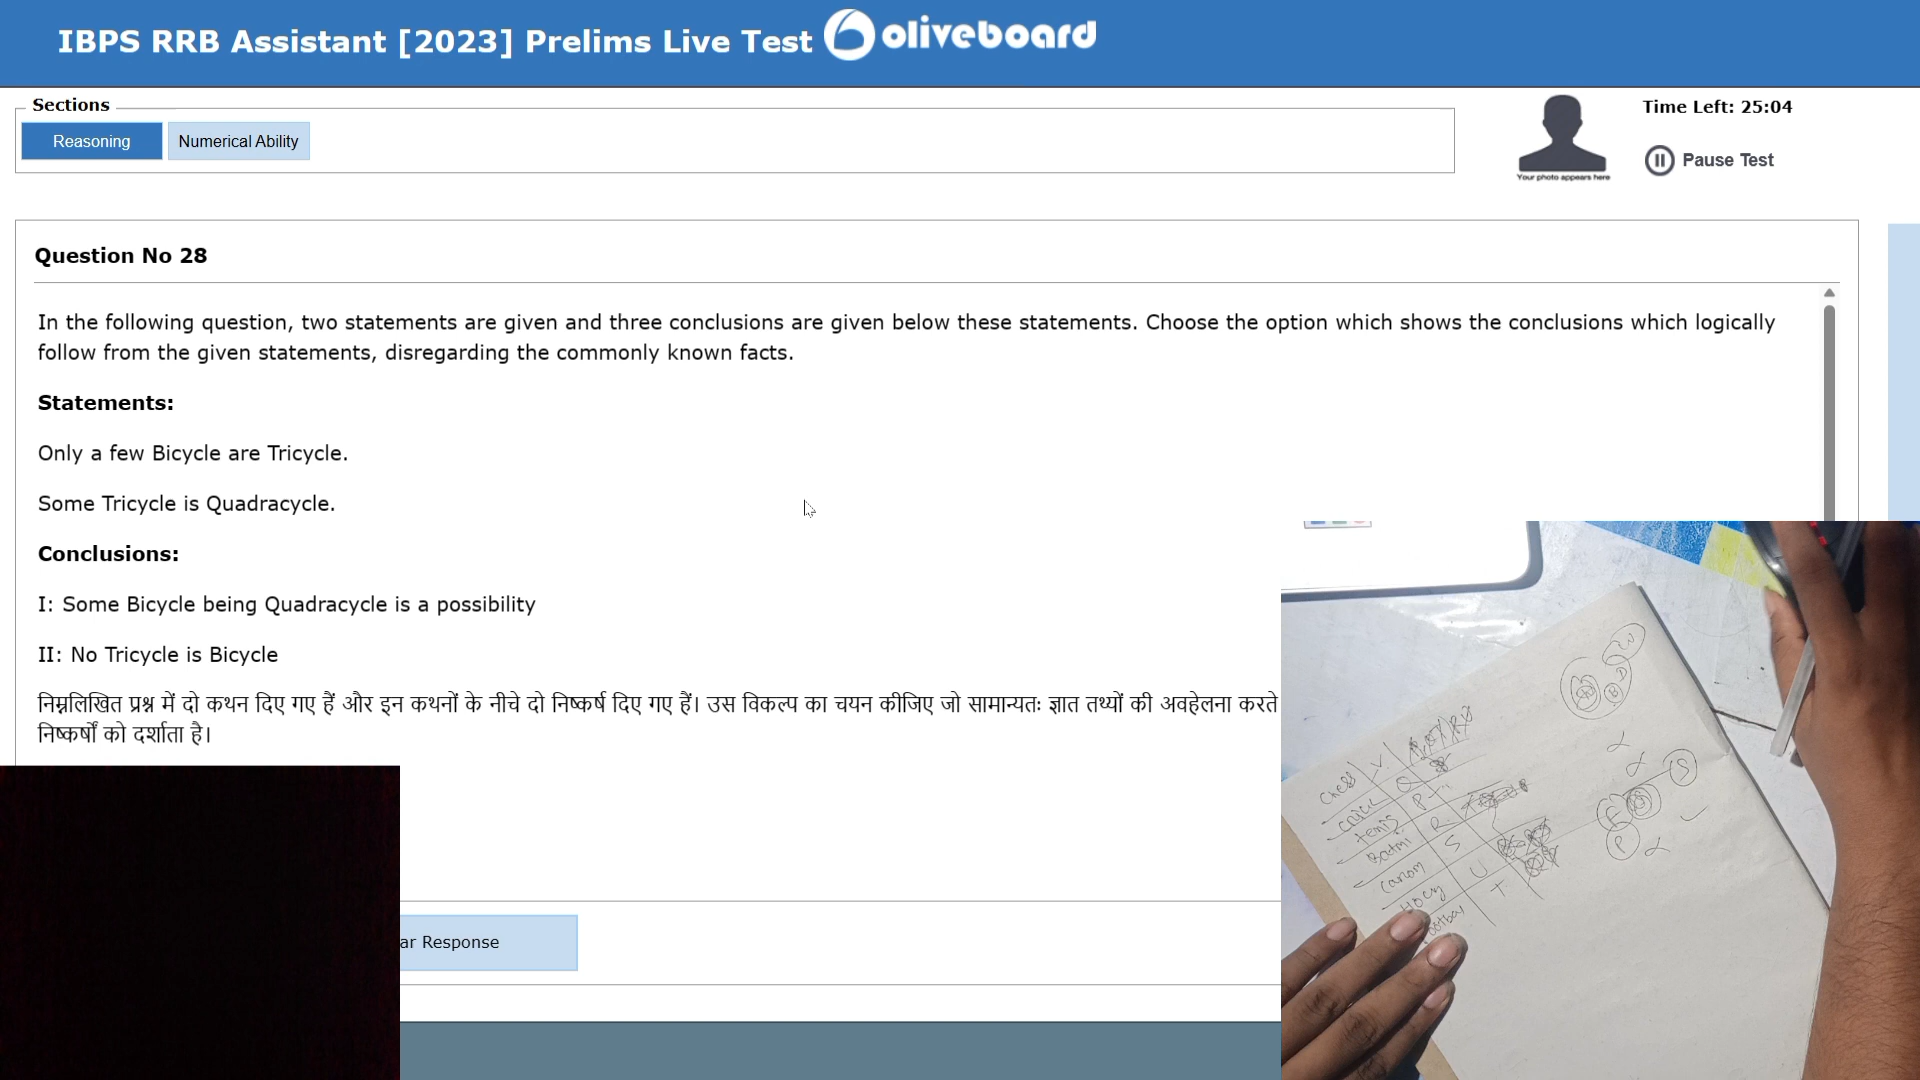 IBPS RRB Assistant [2023] Prelims Live Test oliveboard
Sections
Reasoning
Numerical Ability
Your photo appears here
Time Left: 25:04
Pause Test
Question No 28
In the following question, two statements are given and three conclusions are given below these statements. Choose the option which shows the conclusions which logically
follow from the given statements, disregarding the commonly known facts.
Statements:
Only a few Bicycle are Tricycle.
Some Tricycle is Quadracycle.
Conclusions:
I: Some Bicycle being Quadracycle is a possibility
II: No Tricycle is Bicycle
निम्नलिखित प्रश्न में दो कथन दिए गए हैं और इन कथनों के नीचे दो निष्कर्ष दिए गए हैं। उस विकल्प का चयन कीजिए जो सामान्यतः ज्ञात तथ्यों की अवहेलना करते
निष्कर्षों को दर्शाता है।
ar Response
Chess V
Q
P
R
S
U
T